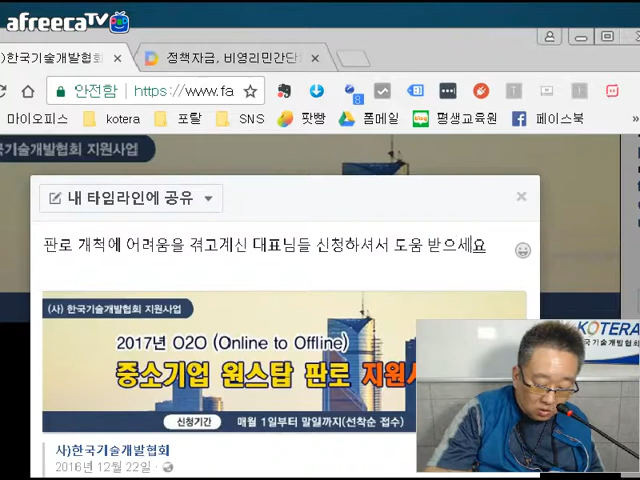 afreecaTV
)한국기술개발협회 ×
정책자금, 비영리민간단 ×
안전함 https://www.fa
마이오피스 kotera 포탈 SNS 팟빵 폼메일 평생교육원 페이스북 »
국기술개발협회 지원사업
내 타임라인에 공유
판로 개척에 어려움을 겪고계신 대표님들 신청하셔서 도움 받으세요
(사) 한국기술개발협회 지원사업
2017년 O2O (Online to Offline)
중소기업 원스탑 판로 지원사
신청기간 매월 1일부터 말일까지(선착순 접수)
KOTERA
국기술개발협회
사)한국기술개발협회
2016년 12월 22일